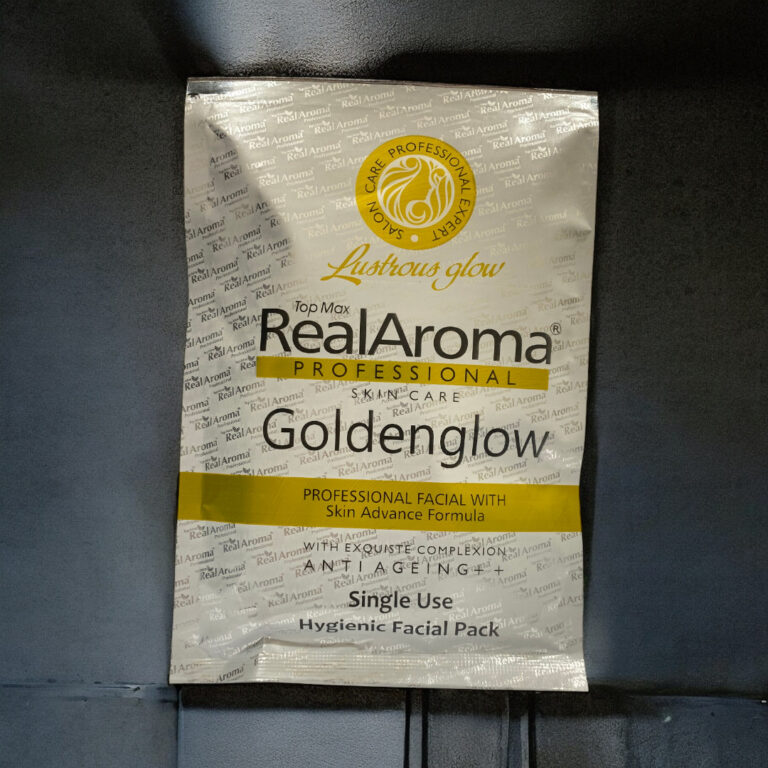 SALON CARE PROFESSIONAL EXPERT
Lustrous glow
Top Max
RealAroma®
PROFESSIONAL
SKIN CARE
Goldenglow
PROFESSIONAL FACIAL WITH
Skin Advance Formula
WITH EXQUISTE COMPLEXION
ANTI AGEING++
Single Use
Hygienic Facial Pack